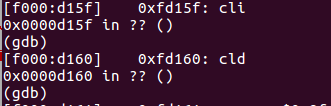 [f000:d15f]    0xfd15f: cli
0x0000d15f in ?? ()
(gdb)
[f000:d160]    0xfd160: cld
0x0000d160 in ?? ()
(gdb)